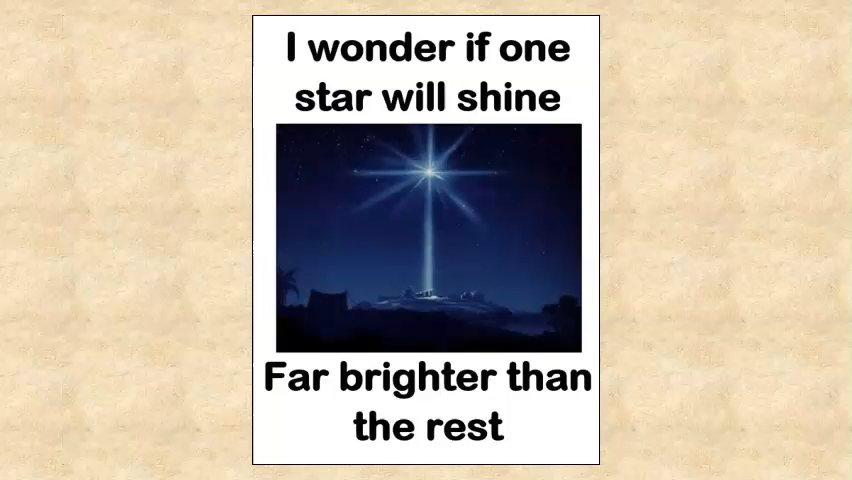 I wonder if one
star will shine
Far brighter than
the rest